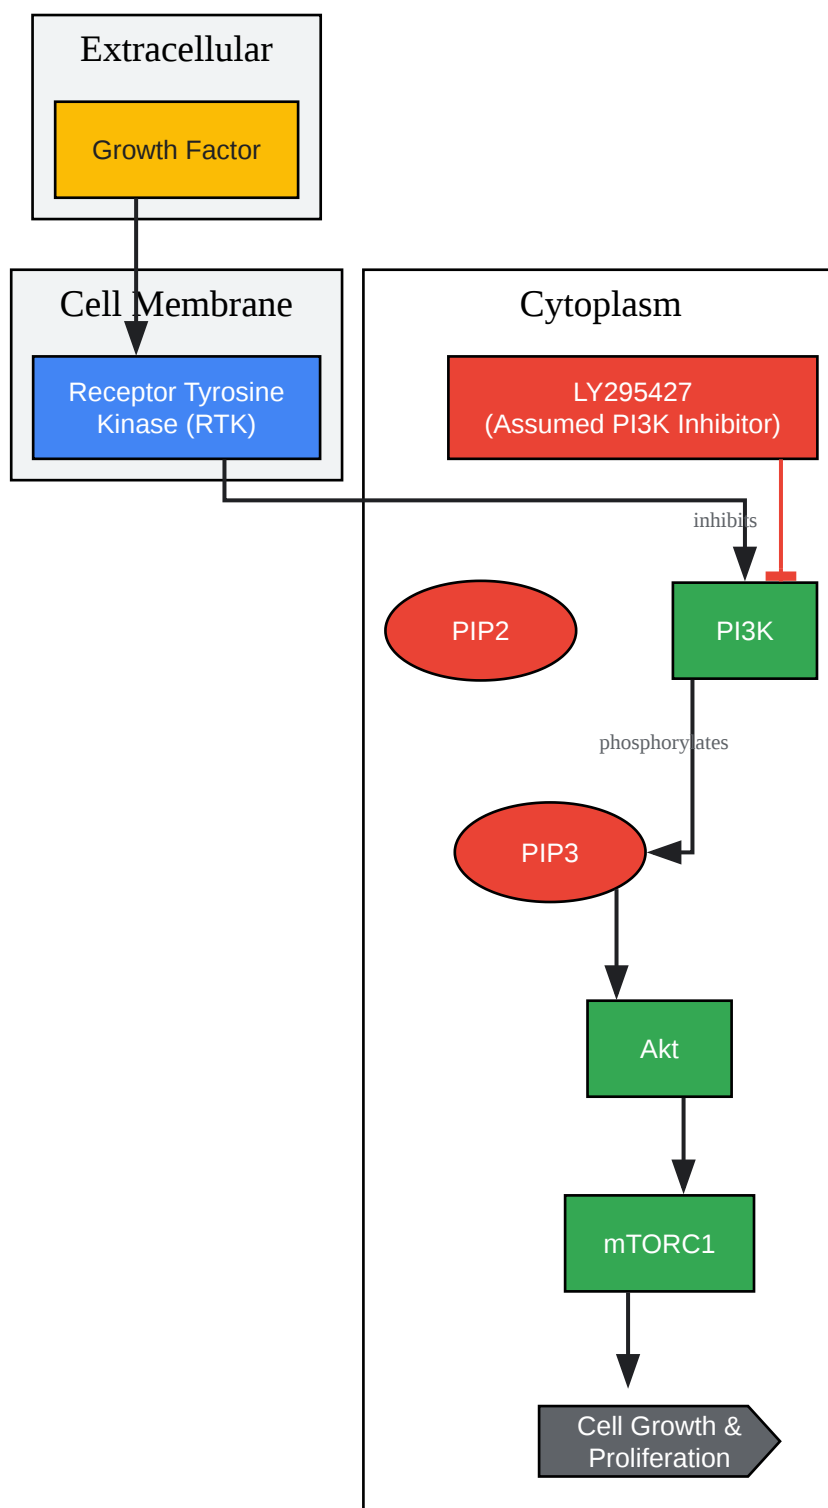 Extracellular
Growth Factor
Cell Membrane
Cytoplasm
Receptor Tyrosine
Kinase (RTK)
LY295427
(Assumed PI3K Inhibitor)
inhibits
PIP2
PI3K
phosphorylates
PIP3
Akt
mTORC1
Cell Growth &
Proliferation